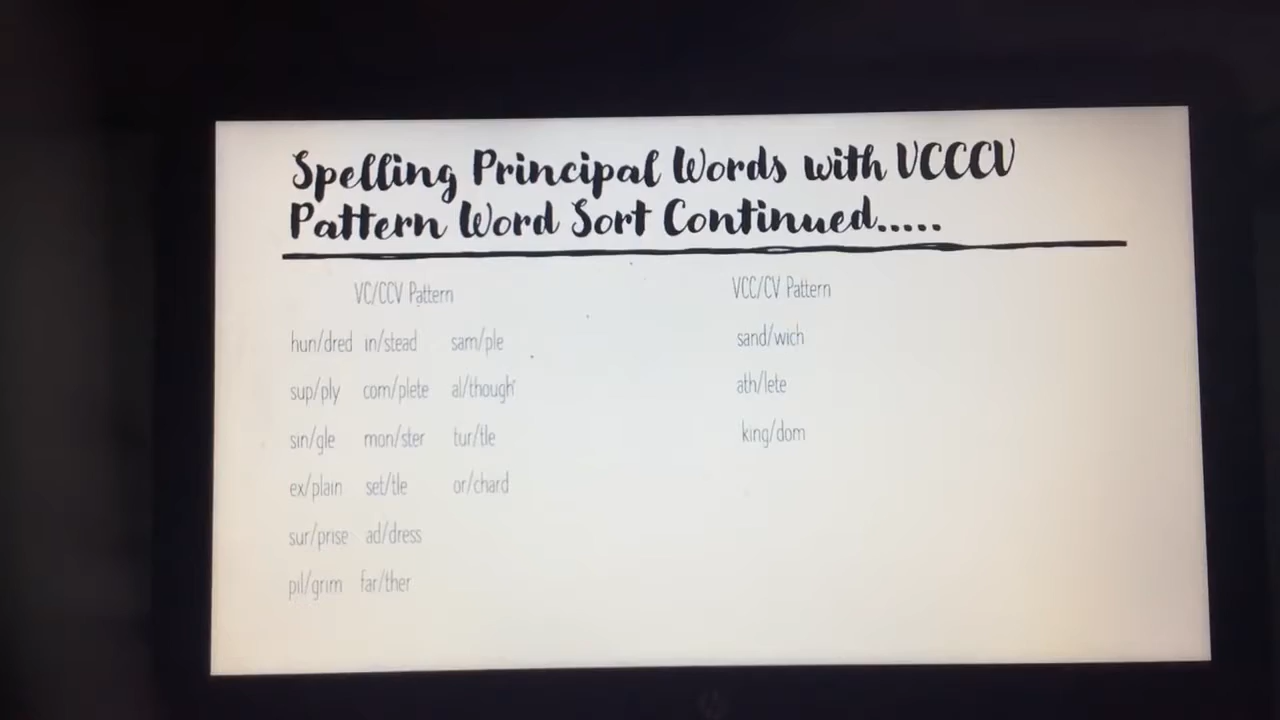 Spelling Principal Words with VCCCV
Pattern Word Sort Continued.....
VC/CCV Pattern VCC/CV Pattern
hun/dred in/stead sam/ple sand/wich
sup/ply com/plete al/though ath/lete
sin/gle mon/ster tur/tle king/dom
ex/plain set/tle or/chard
sur/prise ad/dress
pil/grim far/ther